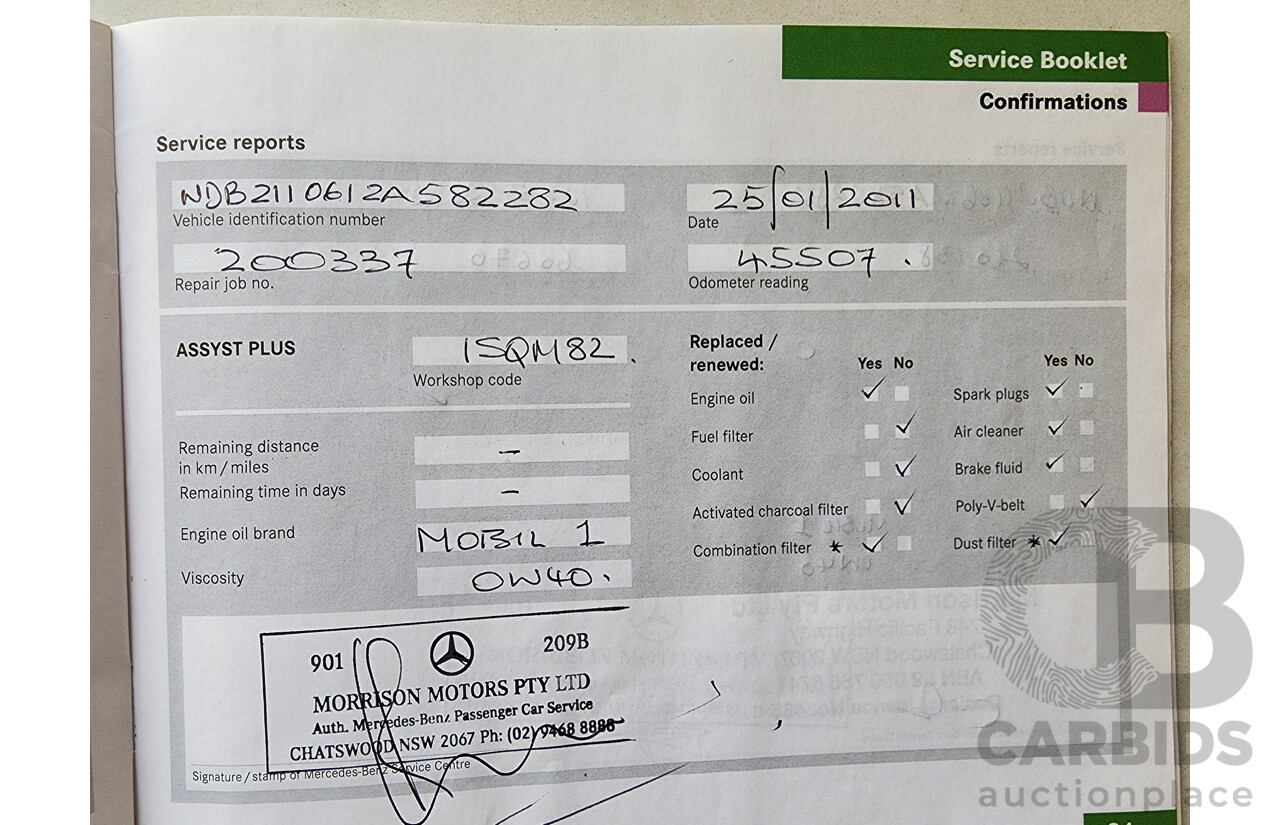 Service Booklet
Confirmations
Service reports
WDB2110612A582282
Vehicle identification number
25/01/2011
Date
200337
Repair job no.
45507.
Odometer reading
ASSYST PLUS
1SQM82.
Workshop code
Remaining distance
in km/miles
-
Remaining time in days
-
Engine oil brand
MOBIL 1
Viscosity
0W40.
Replaced /
renewed:
Yes No
Yes No
Engine oil ✓
Spark plugs ✓
Fuel filter ✓
Air cleaner ✓
Coolant ✓
Brake fluid ✓
Activated charcoal filter ✓
Poly-V-belt ✓
Combination filter * ✓
Dust filter * ✓
901
209B
MORRISON MOTORS PTY LTD
Auth. Mercedes-Benz Passenger Car Service
CHATSWOOD NSW 2067 Ph: (02) 9468 8888
Signature / stamp of Mercedes-Benz Service Centre
CB
CARBIDS
auctionplace